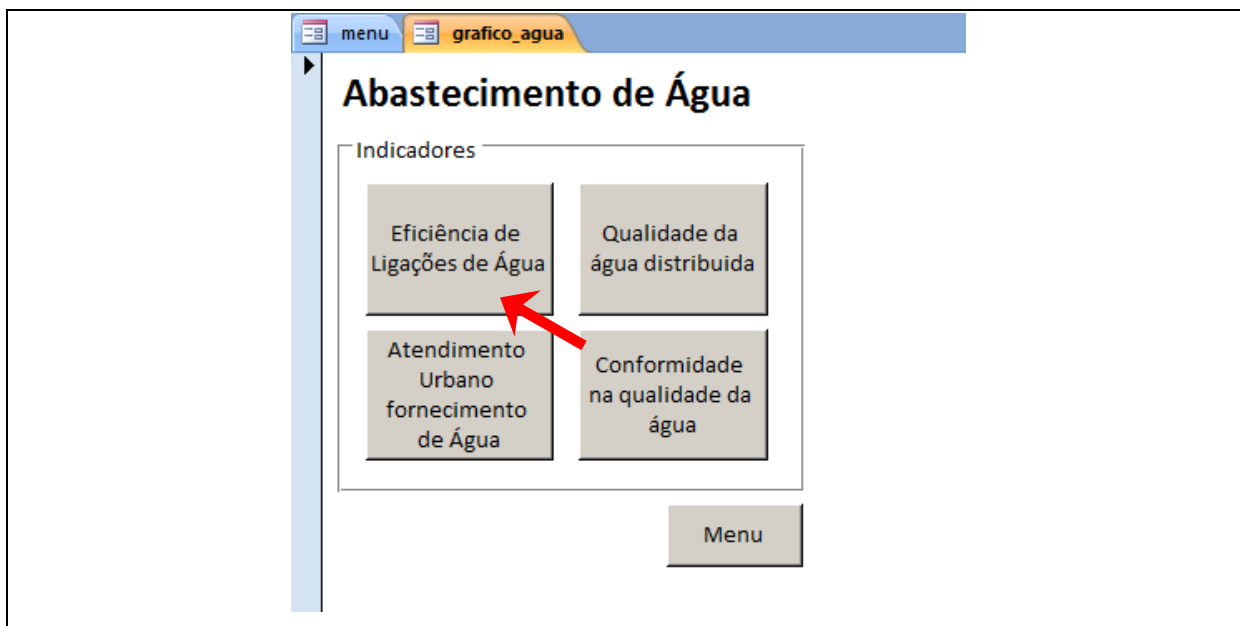 menu grafico_agua
Abastecimento de Água
Indicadores
Eficiência de
Ligações de Água
Qualidade da
água distribuida
Atendimento
Urbano
fornecimento
de Água
Conformidade
na qualidade da
água
Menu